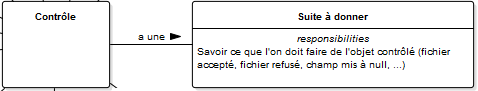 Contrôle
a une
Suite à donner
responsibilities
Savoir ce que l'on doit faire de l'objet contrôlé (fichier
accepté, fichier refusé, champ mis à null, ...)